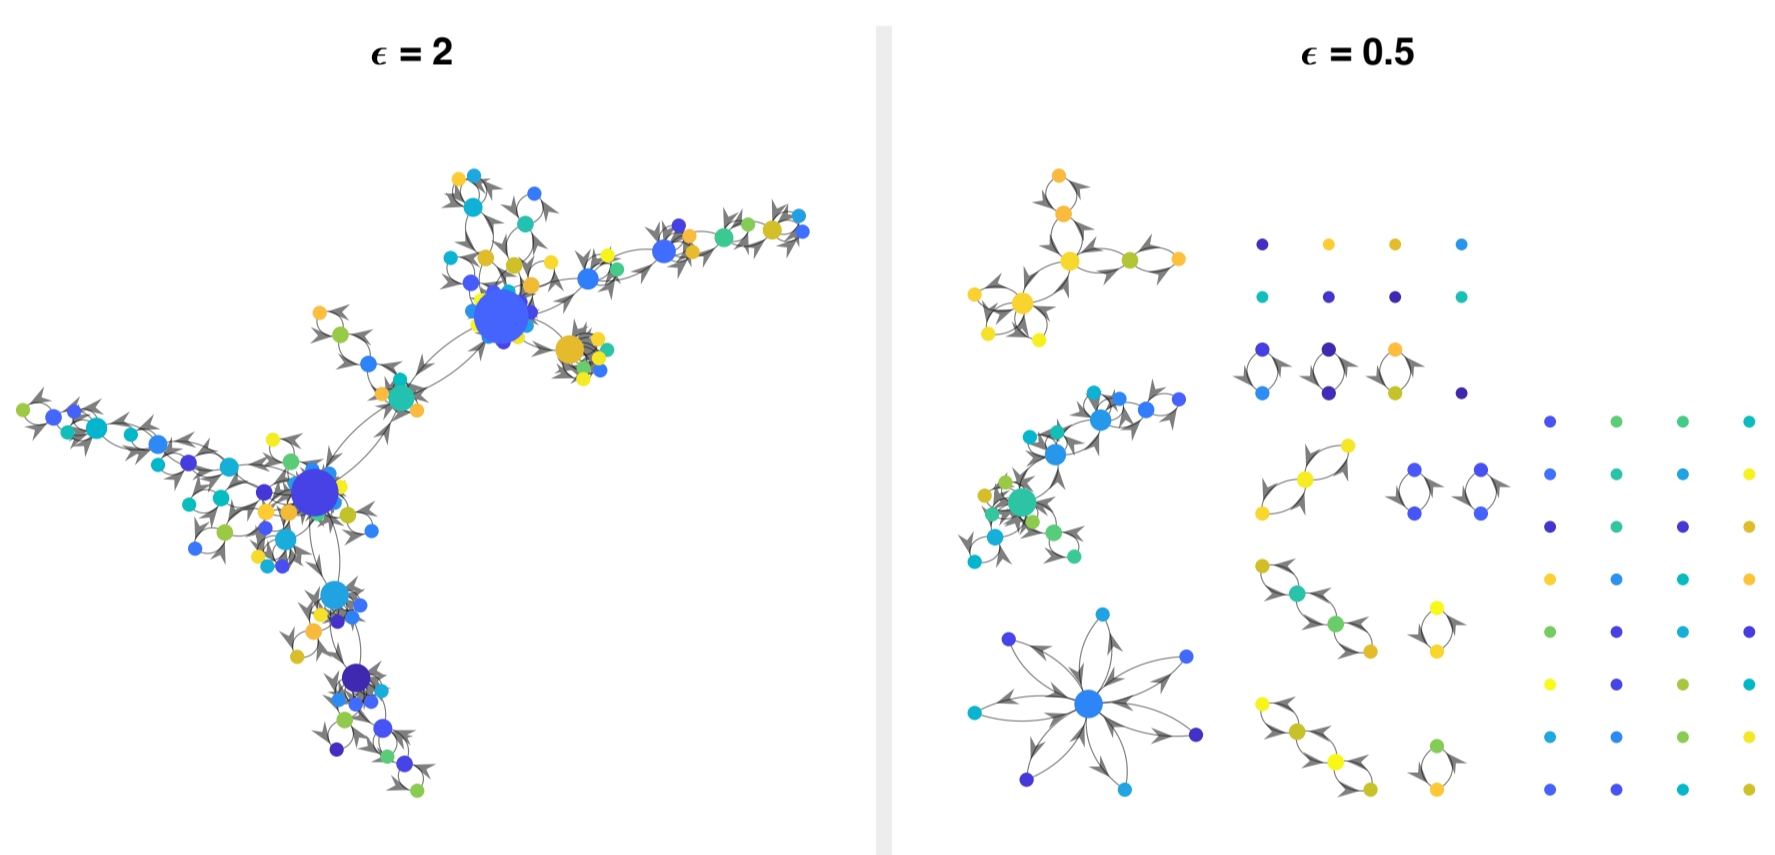 ϵ = 2
ϵ = 0.5